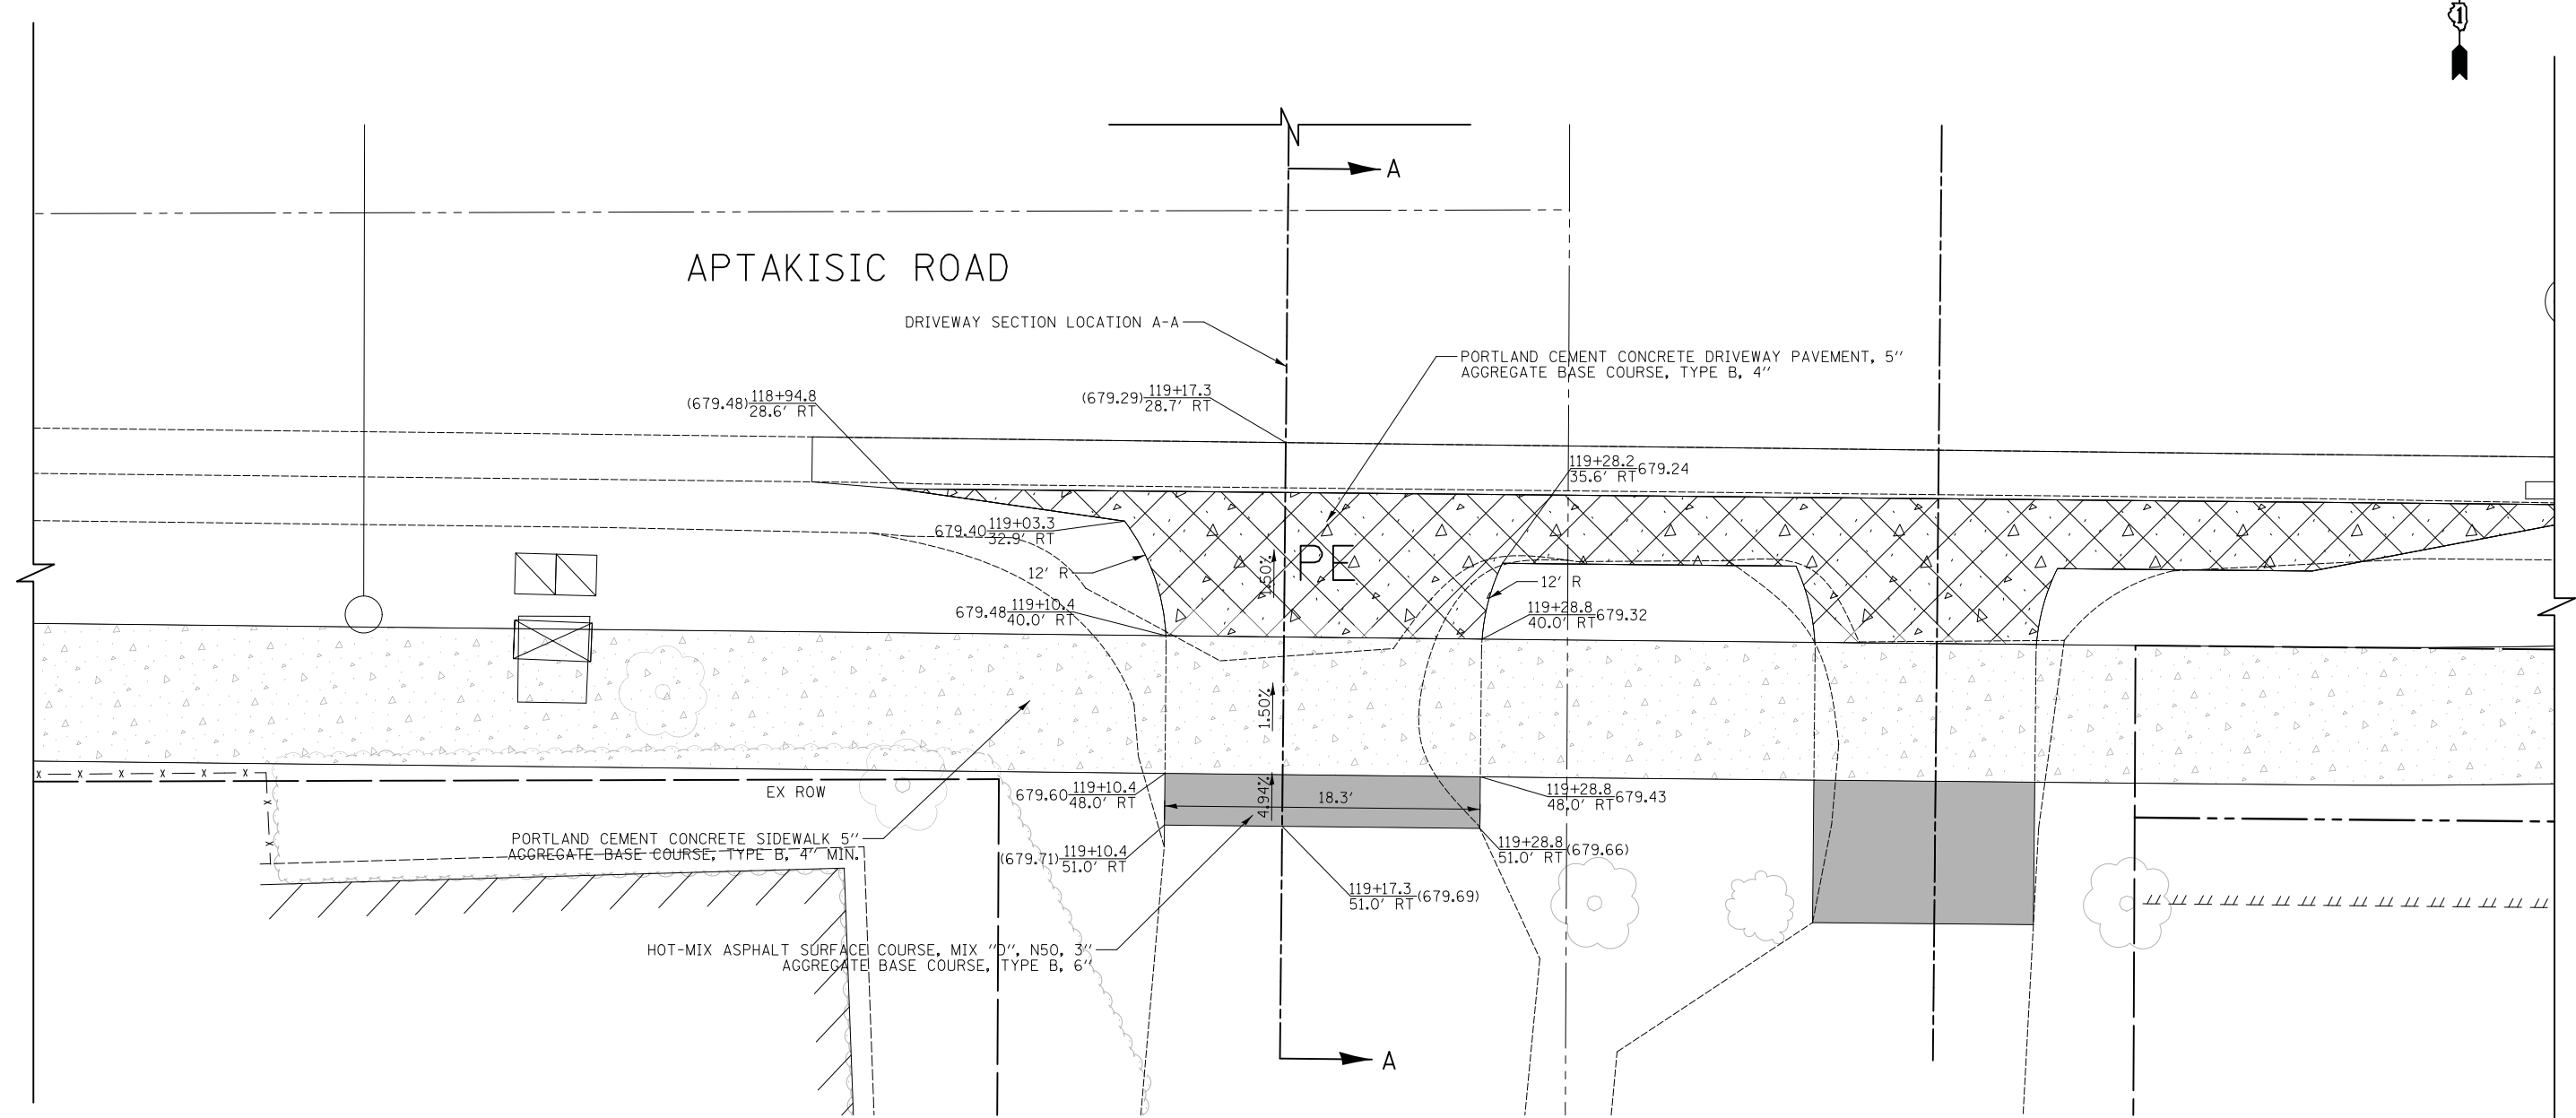 1
A
APTAKISIC ROAD
DRIVEWAY SECTION LOCATION A-A
PORTLAND CEMENT CONCRETE DRIVEWAY PAVEMENT, 5"
AGGREGATE BASE COURSE, TYPE B, 4"
(679.48) 118+94.8
28.6' RT
(679.29) 119+17.3
28.7' RT
119+28.2 679.24
35.6' RT
679.40 119+03.3
32.9' RT
12' R
1.50%
PE
12' R
679.48 119+10.4
40.0' RT
119+28.8 679.32
40.0' RT
1.50%
X X X X X X
X
X
EX ROW
679.60 119+10.4
48.0' RT
4.94%
18.3'
119+28.8 679.43
48.0' RT
PORTLAND CEMENT CONCRETE SIDEWALK 5"
AGGREGATE BASE COURSE, TYPE B, 4" MIN.
(679.71) 119+10.4
51.0' RT
119+28.8 (679.66)
51.0' RT
119+17.3 (679.69)
51.0' RT
HOT-MIX ASPHALT SURFACE COURSE, MIX "D", N50, 3"
AGGREGATE BASE COURSE, TYPE B, 6"
A